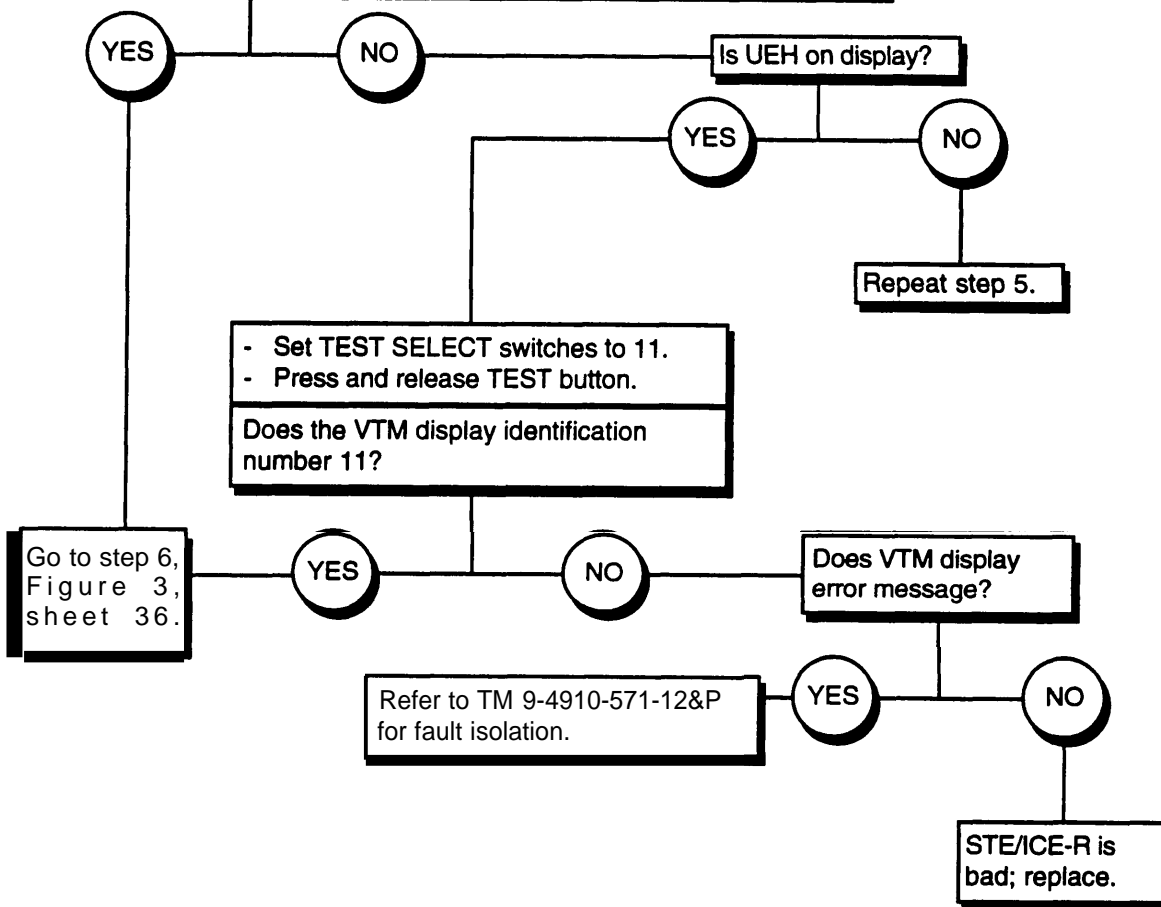 YES
NO
Is UEH on display?
YES
NO
Repeat step 5.
- Set TEST SELECT switches to 11.
- Press and release TEST button.
Does the VTM display identification
number 11?
Go to step 6,
Figure 3,
sheet 36.
YES
NO
Does VTM display
error message?
Refer to TM 9-4910-571-12&P
for fault isolation.
YES
NO
STE/ICE-R is
bad; replace.